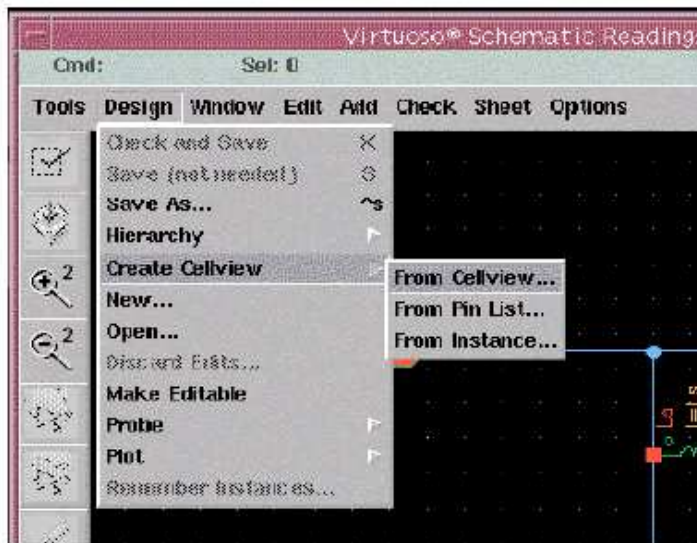 Virtuoso® Schematic Reading
Cmd: Sel: 0
Tools Design Window Edit Add Check Sheet Options
Check and Save X
Save (not needed) S
Save As... ^s
Hierarchy
Create Cellview
From Cellview...
New...
From Pin List...
Open...
From Instance...
Discard Edits...
Make Editable
Probe
Plot
Remember Instances...
2
2